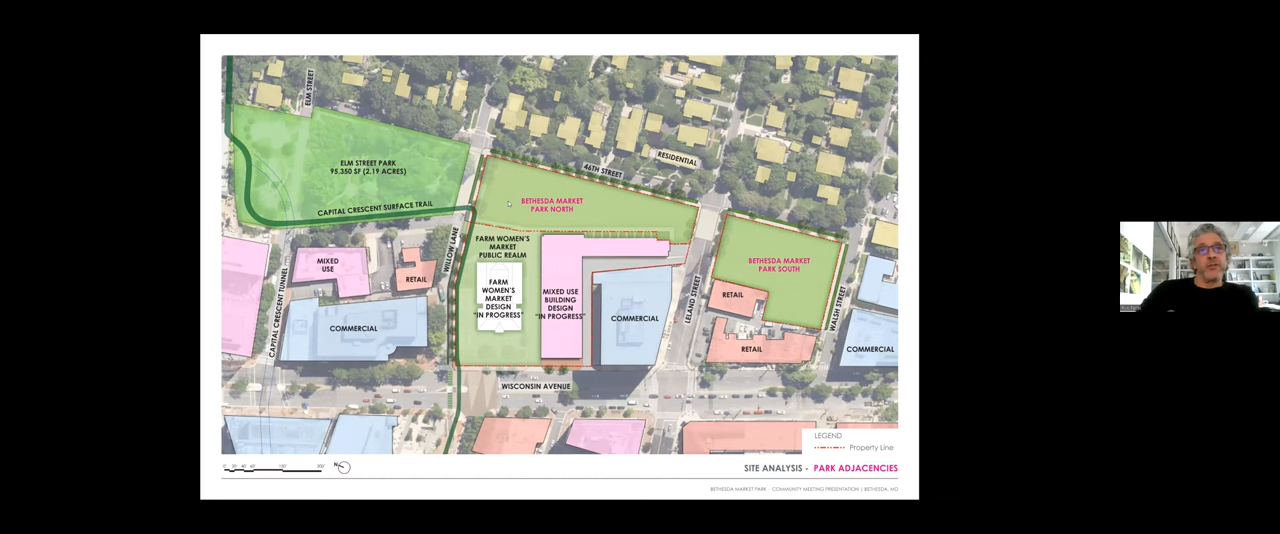 ELM STREET
ELM STREET PARK
95,350 SF (2.19 ACRES)
CAPITAL CRESCENT SURFACE TRAIL
46TH STREET
RESIDENTIAL
BETHESDA MARKET
PARK NORTH
BETHESDA MARKET
PARK SOUTH
WILLOW LANE
FARM WOMEN'S
MARKET
PUBLIC REALM
FARM
WOMEN'S
MARKET
DESIGN
"IN PROGRESS"
MIXED USE
BUILDING
DESIGN
"IN PROGRESS"
COMMERCIAL
LELAND STREET
RETAIL
RETAIL
WALSH STREET
COMMERCIAL
MIXED
USE
RETAIL
CAPITAL CRESCENT TUNNEL
COMMERCIAL
WISCONSIN AVENUE
LEGEND
Property Line
N
SITE ANALYSIS - PARK ADJACENCIES
BETHESDA MARKET PARK - COMMUNITY MEETING PRESENTATION | BETHESDA, MD